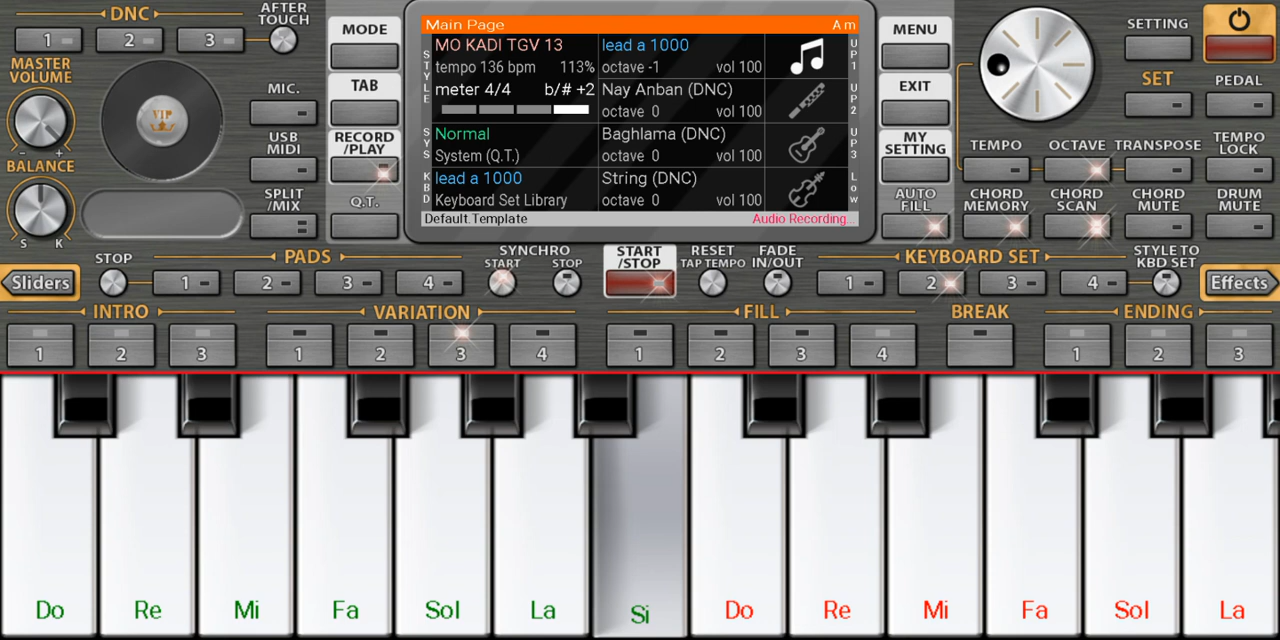 DNC
AFTER
TOUCH
1 2 3
MASTER
VOLUME
- +
BALANCE
S K
VIP
MIC.
USB
MIDI
SPLIT
/MIX
MODE
TAB
RECORD
/PLAY
Q.T.
Main Page Am
STYLE
MO KADI TGV 13
tempo 136 bpm 113%
meter 4/4 b/# +2
SYS
Normal
System (Q.T.)
KBD
lead a 1000
Keyboard Set Library
lead a 1000
octave -1 vol 100
UP1
Nay Anban (DNC)
octave 0 vol 100
UP2
Baghlama (DNC)
octave 0 vol 100
UP3
String (DNC)
octave 0 vol 100
Low
Default.Template Audio Recording...
MENU
EXIT
MY
SETTING
AUTO
FILL
SETTING
SET
PEDAL
TEMPO
OCTAVE
TRANSPOSE
TEMPO
LOCK
CHORD
MEMORY
CHORD
SCAN
CHORD
MUTE
DRUM
MUTE
Sliders
STOP
PADS
1 2 3 4
SYNCHRO
START STOP
START
/STOP
RESET
TAP TEMPO
FADE
IN/OUT
KEYBOARD SET
1 2 3 4
STYLE TO
KBD SET
Effects
INTRO
1 2 3
VARIATION
1 2 3 4
FILL
1 2 3 4
BREAK
ENDING
1 2 3
Do Re Mi Fa Sol La Si Do Re Mi Fa Sol La